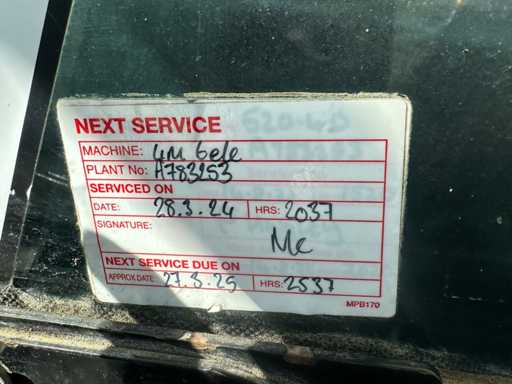 NEXT SERVICE
MACHINE: 4M tele
PLANT No: A783253
SERVICED ON
DATE: 28.3.24 HRS: 2037
SIGNATURE: Mc
NEXT SERVICE DUE ON
APPROX DATE: 27.3.25 HRS: 2537
MPB170